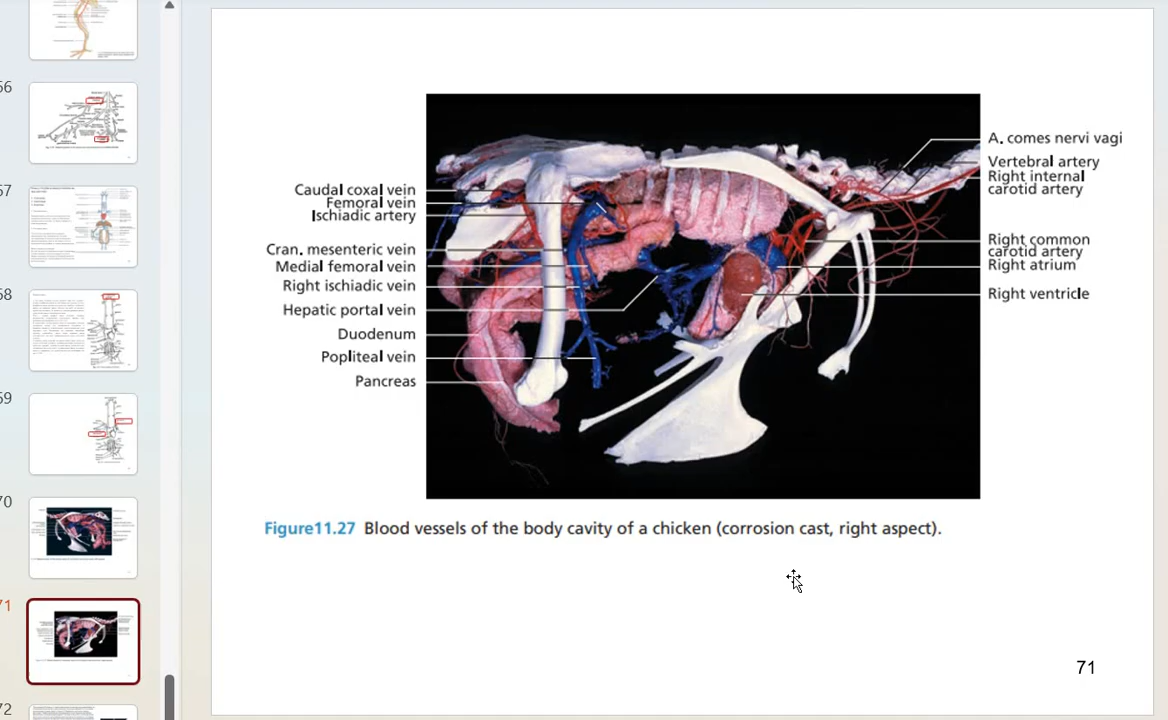 66
67
68
69
70
71
72
Caudal coxal vein
Femoral vein
Ischiadic artery
Cran. mesenteric vein
Medial femoral vein
Right ischiadic vein
Hepatic portal vein
Duodenum
Popliteal vein
Pancreas
A. comes nervi vagi
Vertebral artery
Right internal
carotid artery
Right common
carotid artery
Right atrium
Right ventricle
Figure11.27 Blood vessels of the body cavity of a chicken (corrosion cast, right aspect).
71